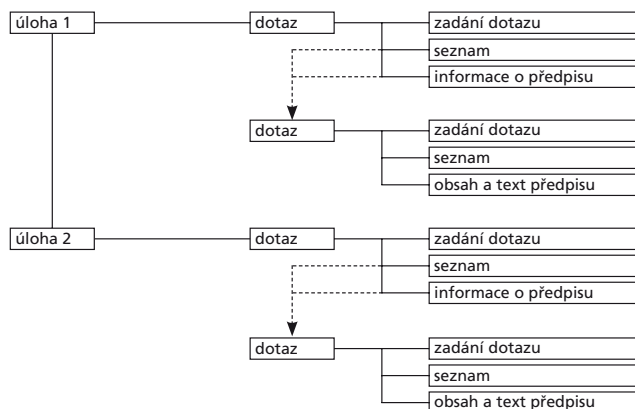 úloha 1
dotaz
zadání dotazu
seznam
informace o předpisu
dotaz
zadání dotazu
seznam
obsah a text předpisu
úloha 2
dotaz
zadání dotazu
seznam
informace o předpisu
dotaz
zadání dotazu
seznam
obsah a text předpisu